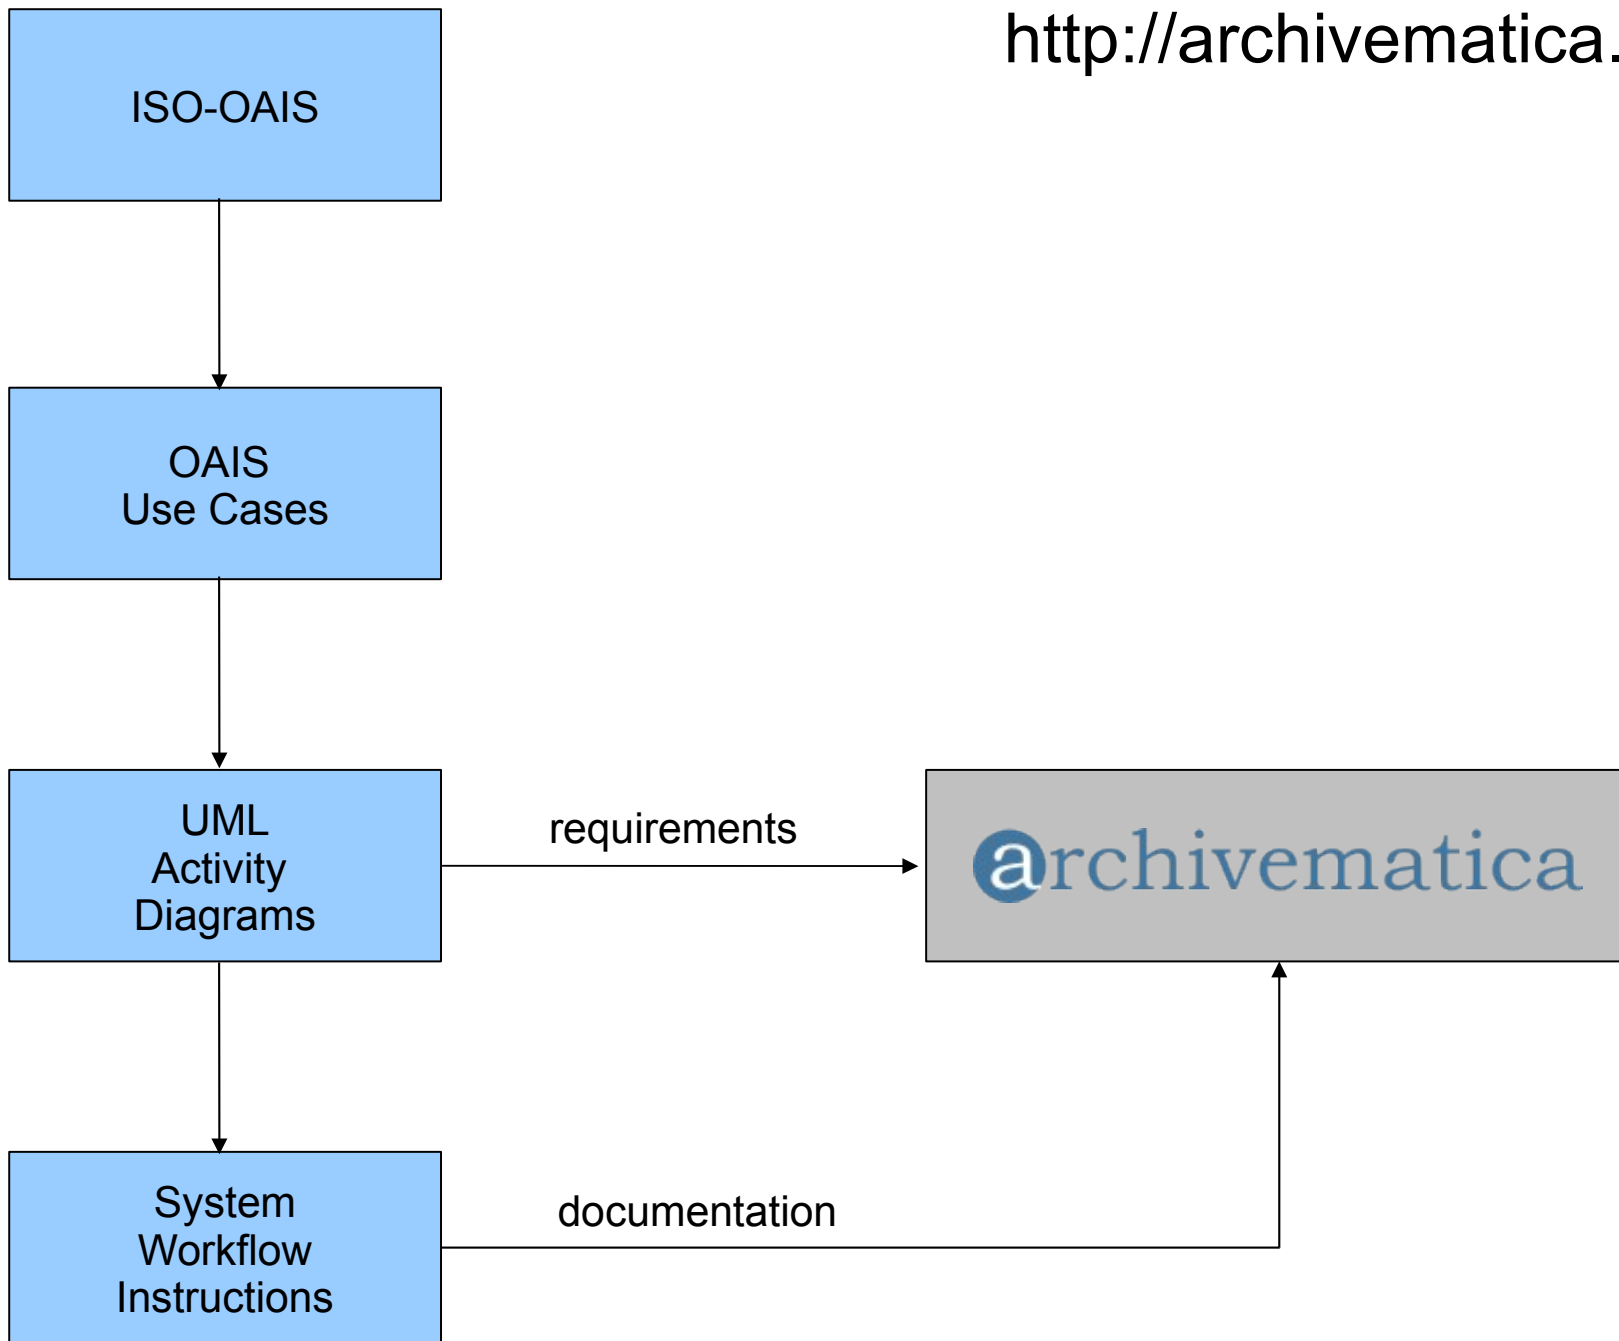 http://archivematica.
ISO-OAIS
OAIS
Use Cases
UML
Activity
Diagrams
requirements
archivematica
System
Workflow
Instructions
documentation